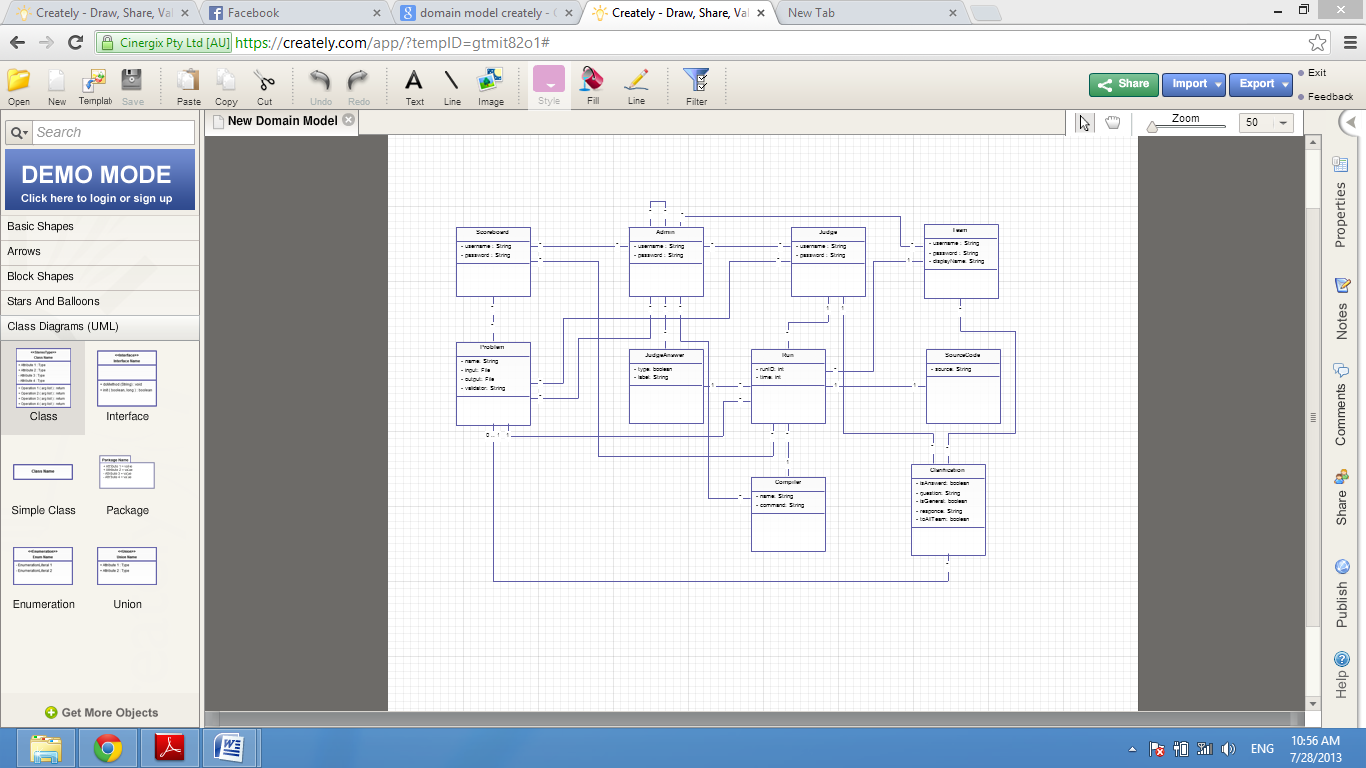 Creately - Draw, Share, Val
Facebook
domain model creately -
Creately - Draw, Share, Val
New Tab
Cinergix Pty Ltd [AU]
https://creately.com/app/?tempID=gtmit82o1#
Open
New
Templat
Save
Paste
Copy
Cut
Undo
Redo
Text
Line
Image
Style
Fill
Line
Filter
Share
Import
Export
Exit
Feedback
Search
New Domain Model
Zoom
50
DEMO MODE
Click here to login or sign up
Basic Shapes
Arrows
Block Shapes
Stars And Balloons
Class Diagrams (UML)
Class
Interface
Simple Class
Package
Enumeration
Union
Get More Objects
Scoreboard
- username : String
- password : String
Admin
- username : String
- password : String
Judge
- username : String
- password : String
Team
- username : String
- password : String
- displayName: String
Problem
- name: String
- input: File
- output: File
- validator: String
JudgeAnswer
- type: boolean
- label: String
Run
- runID: int
- time: int
SourceCode
- source: String
Compiler
- name: String
- command: String
Clarification
- isAnswerd: boolean
- question: String
- isGeneral: boolean
- responce: String
- toAllTeam: boolean
Properties
Notes
Comments
Share
Publish
Help
ENG
10:56 AM
7/28/2013